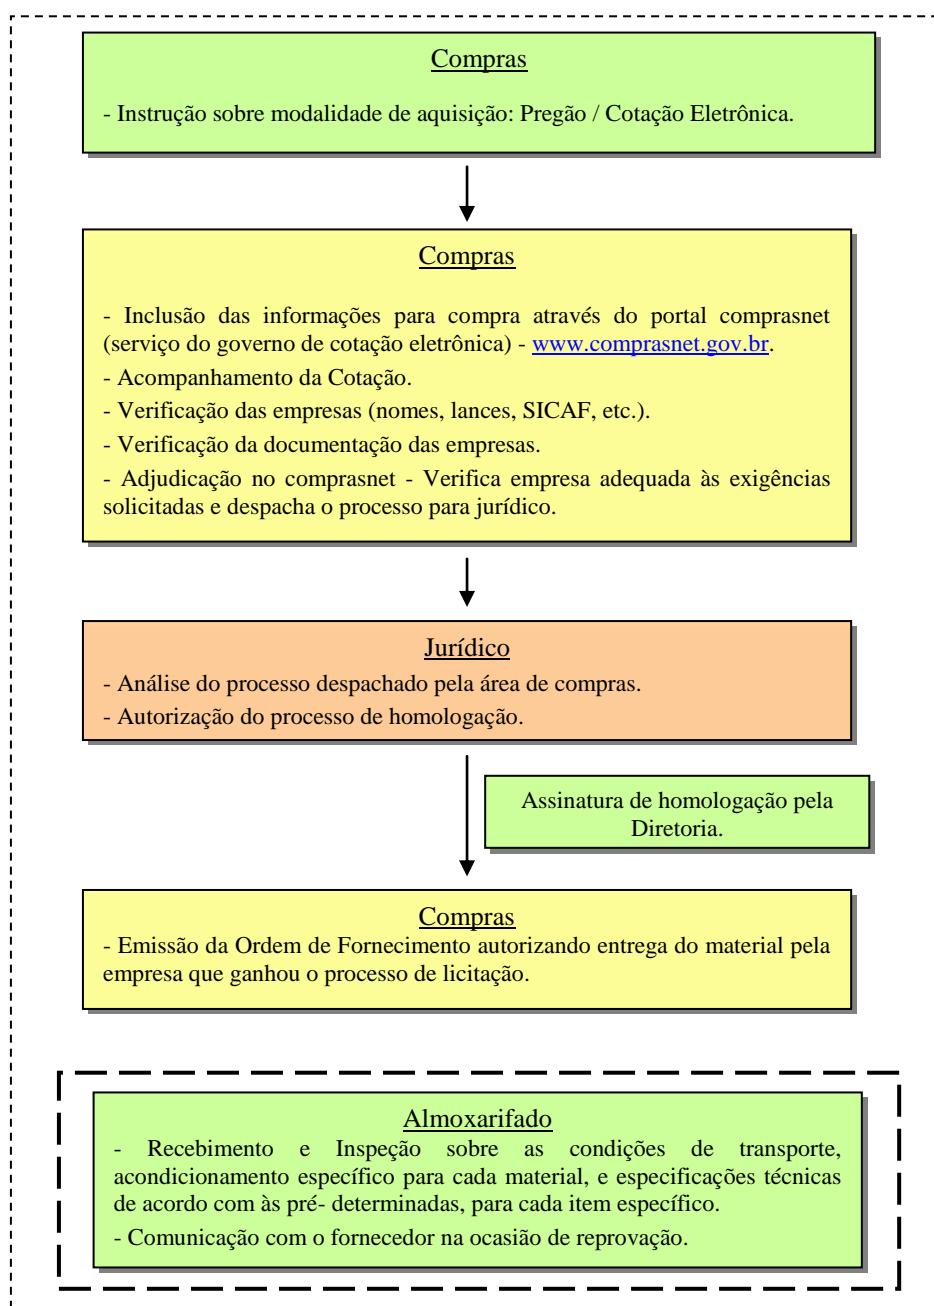 Compras
- Instrução sobre modalidade de aquisição: Pregão / Cotação Eletrônica.
Compras
- Inclusão das informações para compra através do portal comprasnet
(serviço do governo de cotação eletrônica) - www.comprasnet.gov.br.
- Acompanhamento da Cotação.
- Verificação das empresas (nomes, lances, SICAF, etc.).
- Verificação da documentação das empresas.
- Adjudicação no comprasnet - Verifica empresa adequada às exigências
solicitadas e despacha o processo para jurídico.
Jurídico
- Análise do processo despachado pela área de compras.
- Autorização do processo de homologação.
Assinatura de homologação pela
Diretoria.
Compras
- Emissão da Ordem de Fornecimento autorizando entrega do material pela
empresa que ganhou o processo de licitação.
Almoxarifado
- Recebimento e Inspeção sobre as condições de transporte,
acondicionamento específico para cada material, e especificações técnicas
de acordo com às pré- determinadas, para cada item específico.
- Comunicação com o fornecedor na ocasião de reprovação.